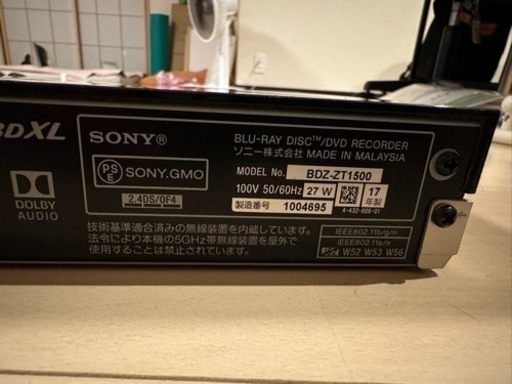 BDXL
SONY®
BLU-RAY DISC™/DVD RECORDER
ソニー株式会社 MADE IN MALAYSIA
PS
E
SONY.GMO
MODEL No. BDZ-ZT1500
100V 50/60Hz 27W 17年製
2.4DS/OF4
製造番号 1004695
4-432-606-01
DOLBY
AUDIO
技術基準適合済みの無線装置を内蔵しています。
法令により本機の5GHz帯無線装置を屋外で
使用することは禁止されています。
IEEE802.11b/g/n
IEEE802.11a/n
W52 W53 W56